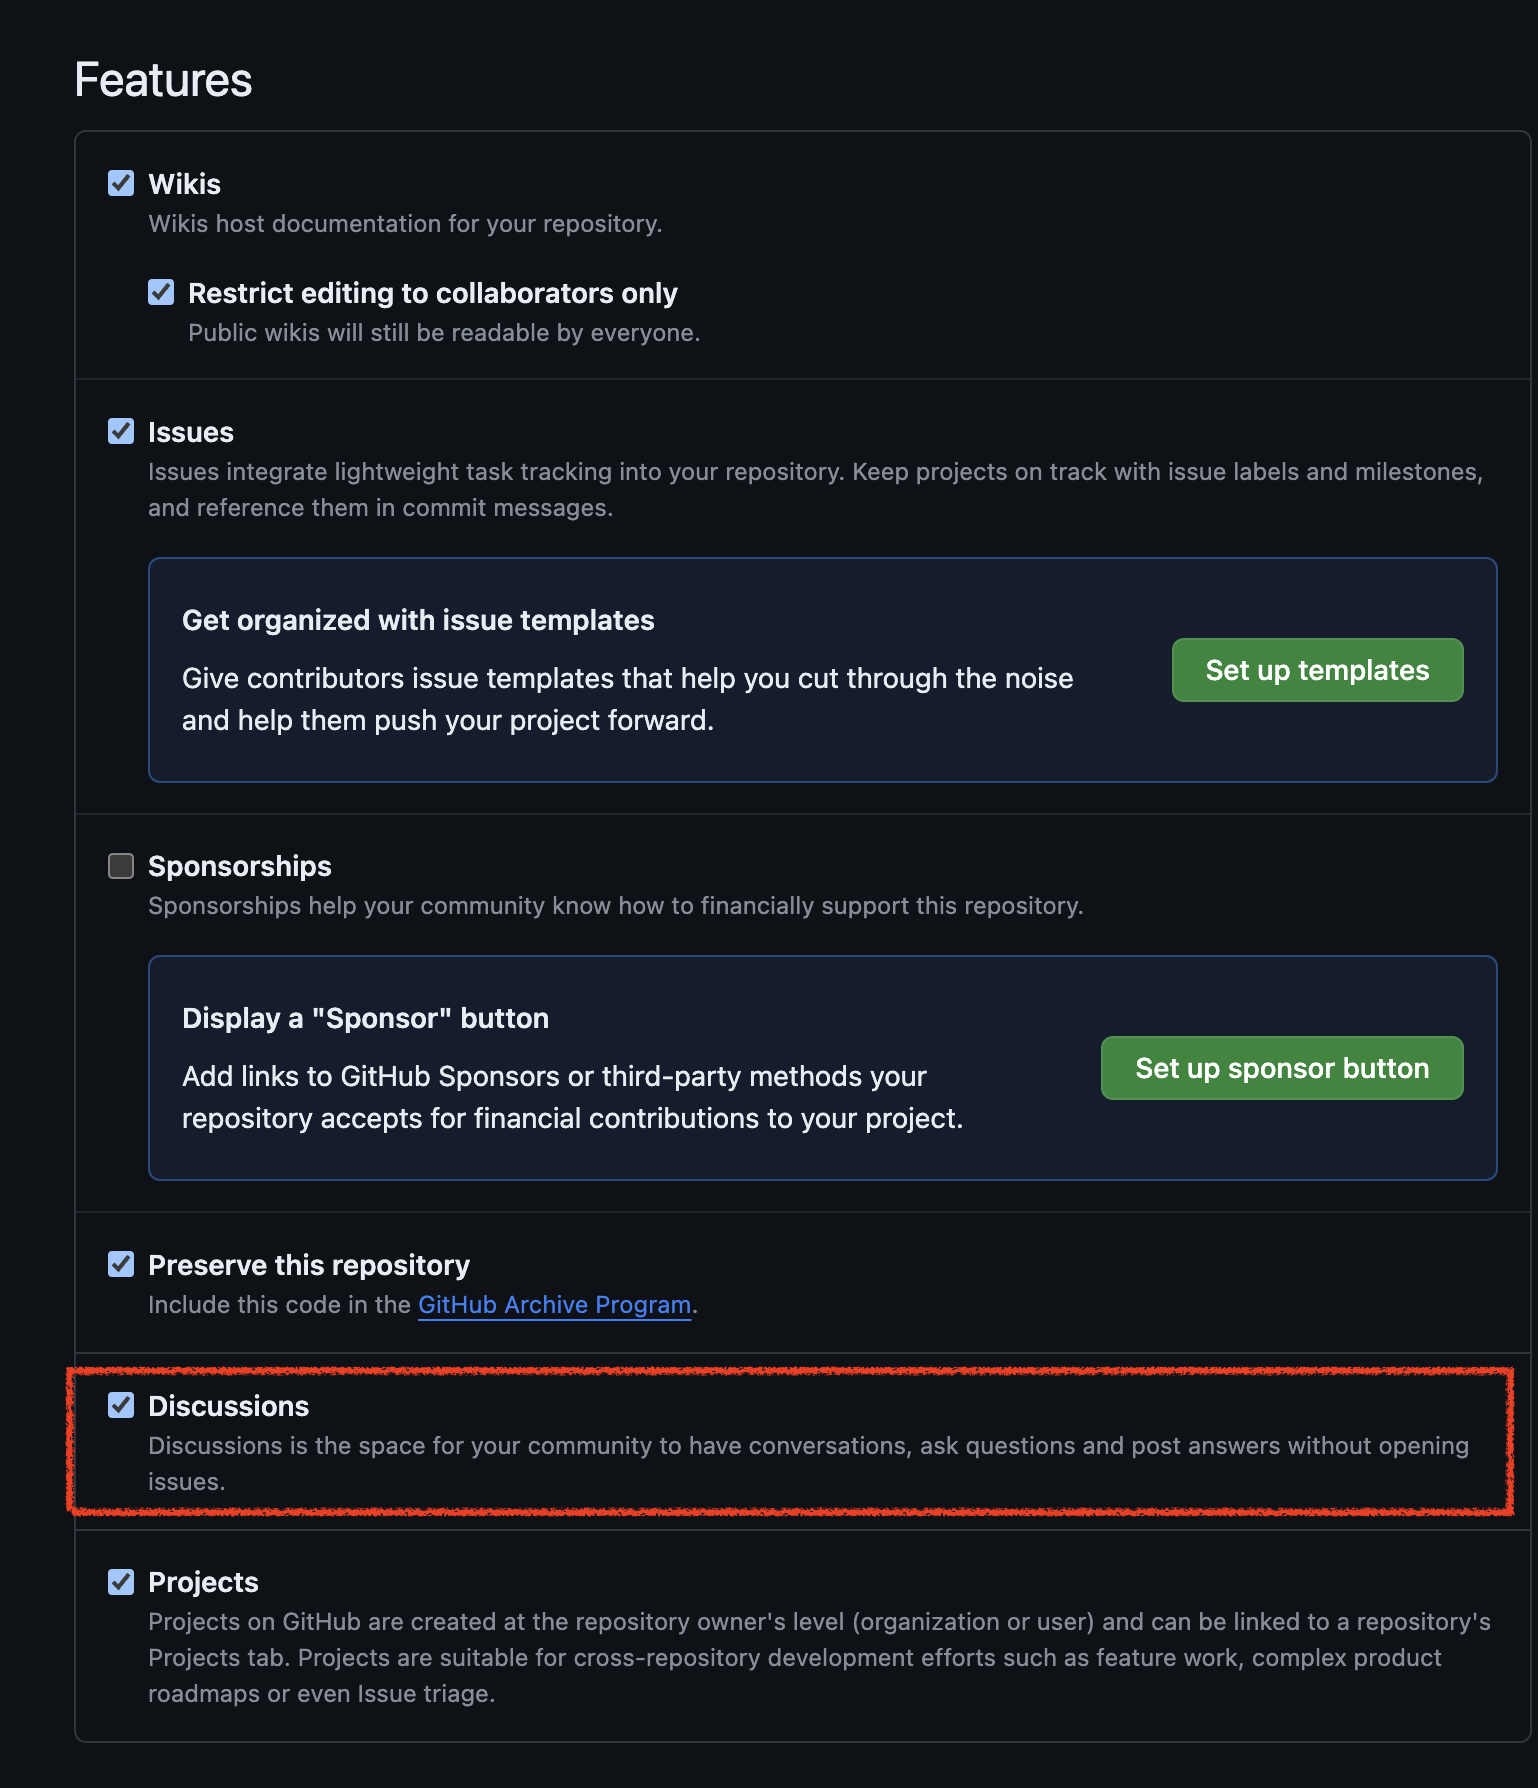 Features
Wikis
Wikis host documentation for your repository.
Restrict editing to collaborators only
Public wikis will still be readable by everyone.
Issues
Issues integrate lightweight task tracking into your repository. Keep projects on track with issue labels and milestones,
and reference them in commit messages.
Get organized with issue templates
Give contributors issue templates that help you cut through the noise
and help them push your project forward.
Set up templates
Sponsorships
Sponsorships help your community know how to financially support this repository.
Display a "Sponsor" button
Add links to GitHub Sponsors or third-party methods your
repository accepts for financial contributions to your project.
Set up sponsor button
Preserve this repository
Include this code in the GitHub Archive Program.
Discussions
Discussions is the space for your community to have conversations, ask questions and post answers without opening
issues.
Projects
Projects on GitHub are created at the repository owner's level (organization or user) and can be linked to a repository's
Projects tab. Projects are suitable for cross-repository development efforts such as feature work, complex product
roadmaps or even Issue triage.